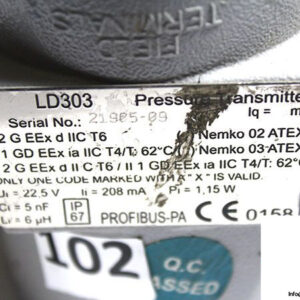 FIELD
TERMINALS
LD303 Pressure Transmitte
Serial No.: 21905-09 Iq = m
2 G EEx d IIC T6 Nemko 02 ATEX
1 GD EEx ia IIC T4/T: 62°C Nemko 03 ATEX
2 G EEx d IIC T6 / II 1 GD EEx ia IIC T4/T: 62°
ONLY ONE CODE MARKED WITH A "X" IS VALID.
Ui = 22,5 V Ii = 208 mA Pi = 1,15 W
Ci = 5 nF IP
Li = 6 µH 67 PROFIBUS-PA CE 0158
102
Q.C.
PASSED